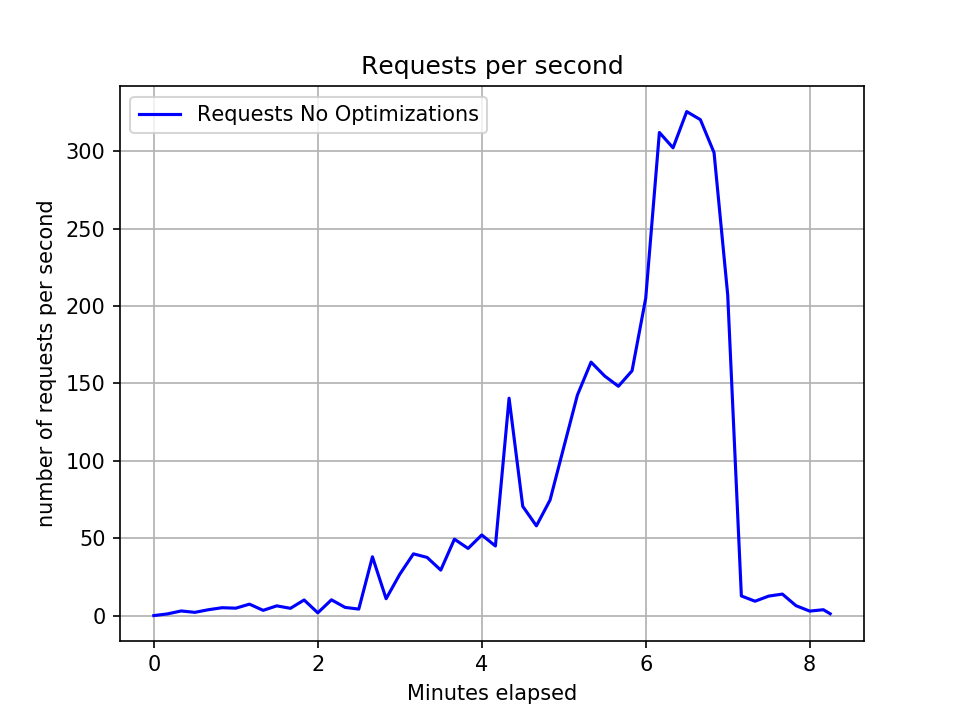 Requests per second
Requests No Optimizations
number of requests per second
300
250
200
150
100
50
0
0 2 4 6 8
Minutes elapsed